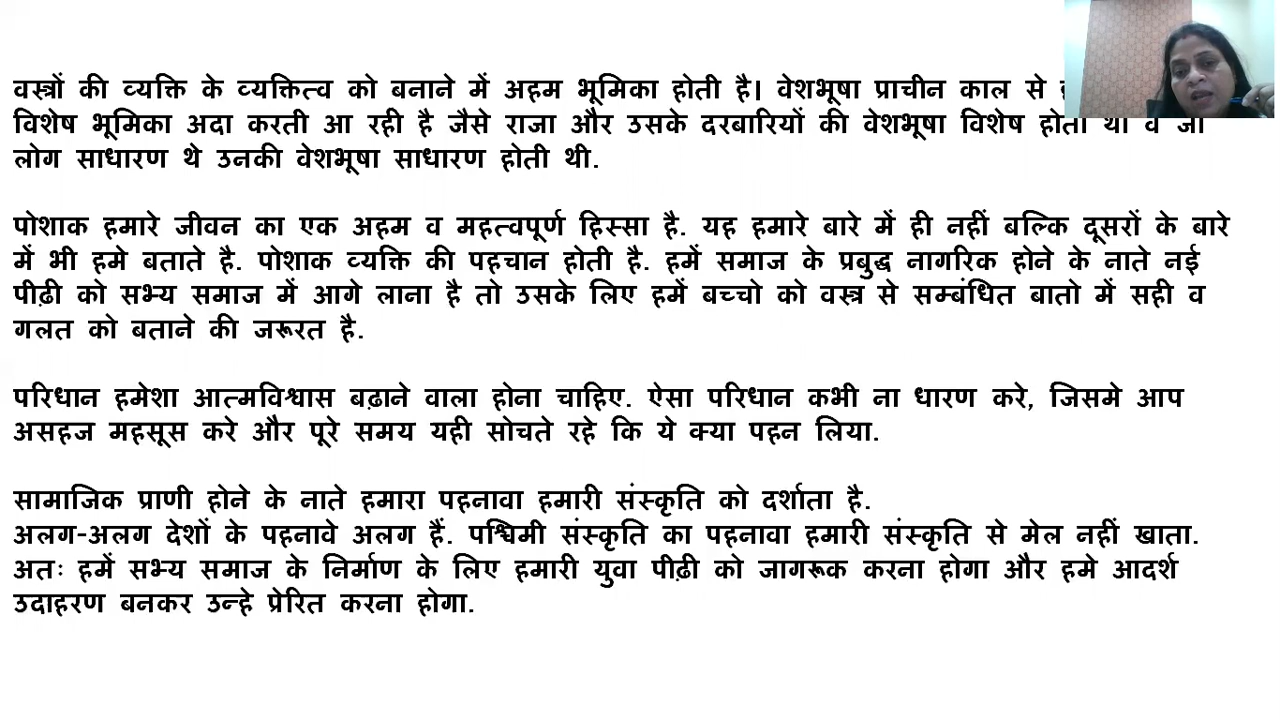 वस्त्रों की व्यक्ति के व्यक्तित्व को बनाने में अहम भूमिका होती है। वेशभूषा प्राचीन काल से
विशेष भूमिका अदा करती आ रही है जैसे राजा और उसके दरबारियों की वेशभूषा विशेष होती थी व जो
लोग साधारण थे उनकी वेशभूषा साधारण होती थी.
पोशाक हमारे जीवन का एक अहम व महत्वपूर्ण हिस्सा है. यह हमारे बारे में ही नहीं बल्कि दूसरों के बारे
में भी हमे बताते है. पोशाक व्यक्ति की पहचान होती है. हमें समाज के प्रबुद्ध नागरिक होने के नाते नई
पीढ़ी को सभ्य समाज में आगे लाना है तो उसके लिए हमें बच्चो को वस्त्र से सम्बंधित बातो में सही व
गलत को बताने की जरूरत है.
परिधान हमेशा आत्मविश्वास बढ़ाने वाला होना चाहिए. ऐसा परिधान कभी ना धारण करे, जिसमे आप
असहज महसूस करे और पूरे समय यही सोचते रहे कि ये क्या पहन लिया.
सामाजिक प्राणी होने के नाते हमारा पहनावा हमारी संस्कृति को दर्शाता है.
अलग-अलग देशों के पहनावे अलग हैं. पश्चिमी संस्कृति का पहनावा हमारी संस्कृति से मेल नहीं खाता.
अतः हमें सभ्य समाज के निर्माण के लिए हमारी युवा पीढ़ी को जागरूक करना होगा और हमे आदर्श
उदाहरण बनकर उन्हे प्रेरित करना होगा.